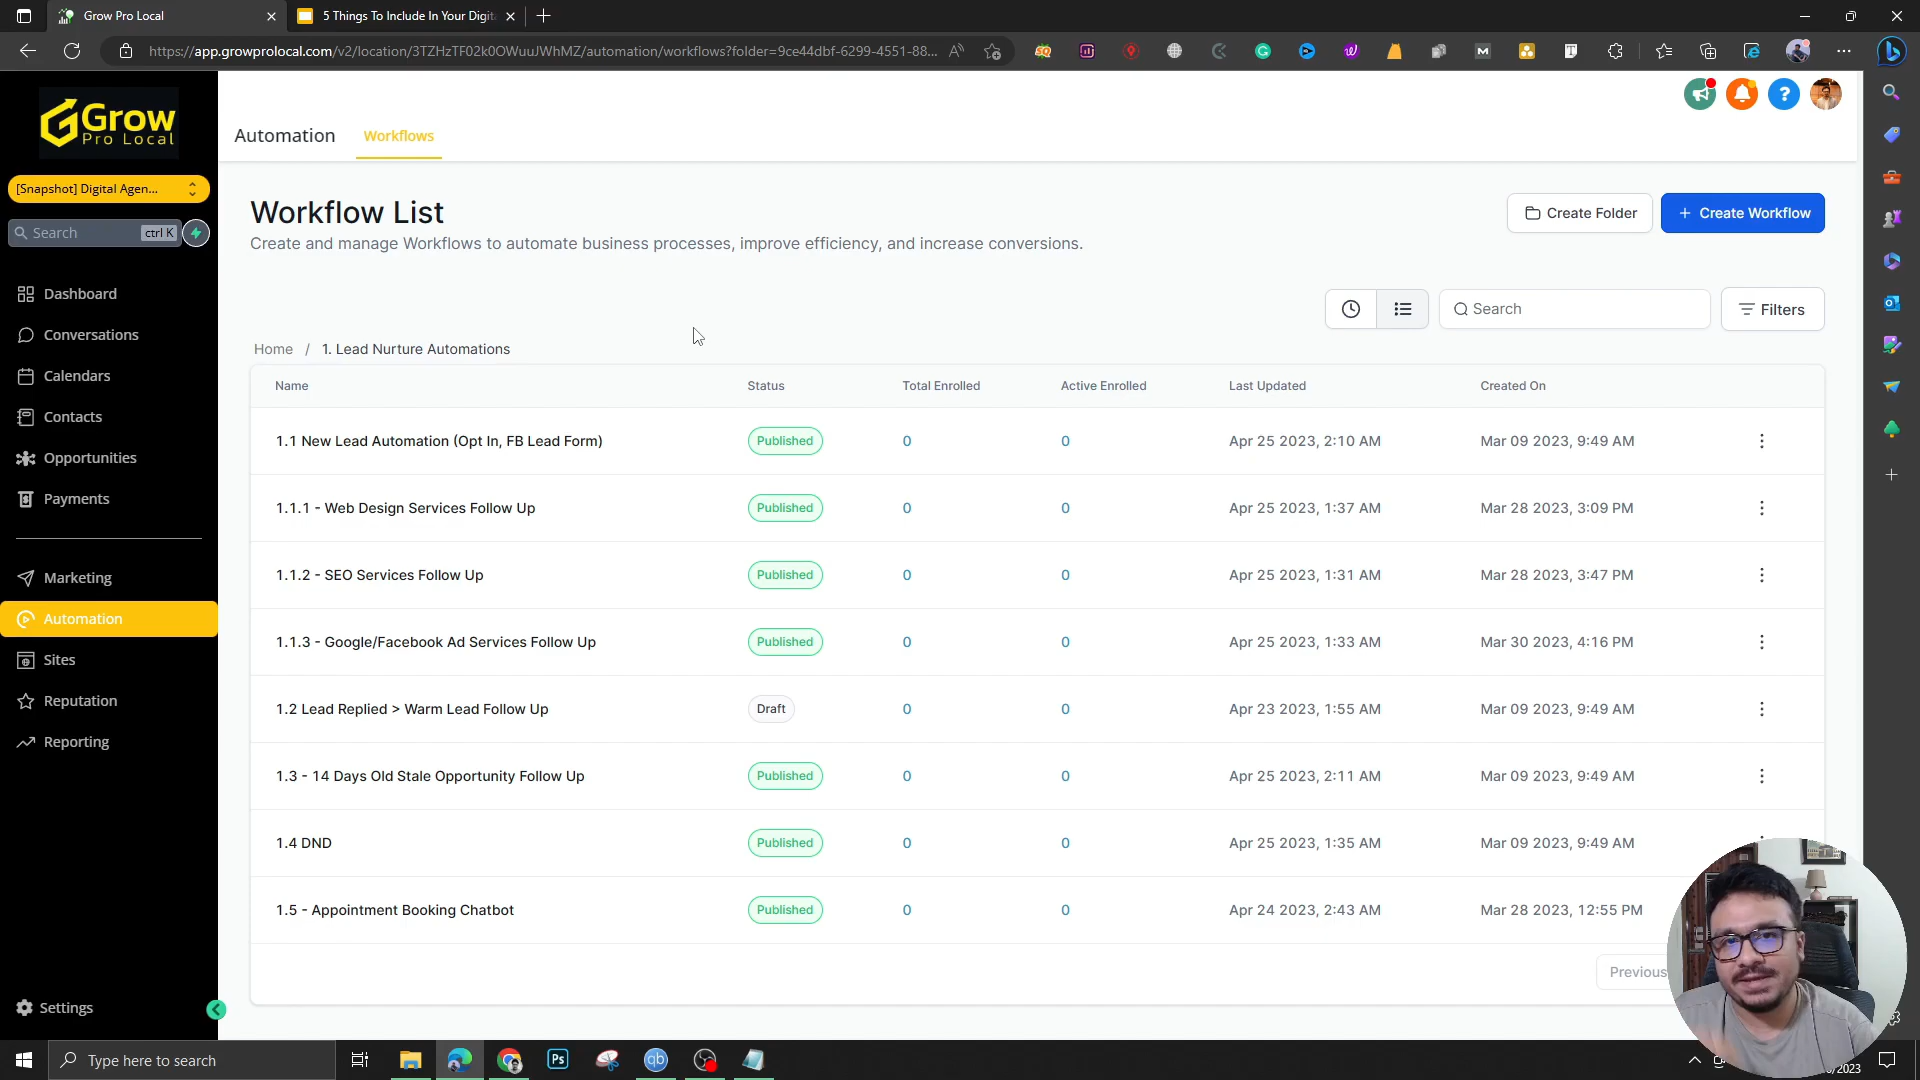 Grow Pro Local
5 Things To Include In Your Digit
https://app.growprolocal.com/v2/location/3TZHzTF02k0OWuuJWhMZ/automation/workflows?folder=9ce44dbf-6299-4551-88...
Grow
Pro Local
Automation
Workflows
[Snapshot] Digital Agen...
Search
ctrl K
Workflow List
Create Folder
+ Create Workflow
Create and manage Workflows to automate business processes, improve efficiency, and increase conversions.
Dashboard
Conversations
Calendars
Contacts
Opportunities
Payments
Marketing
Automation
Sites
Reputation
Reporting
Settings
Search
Filters
Home / 1. Lead Nurture Automations
Name Status Total Enrolled Active Enrolled Last Updated Created On
1.1 New Lead Automation (Opt In, FB Lead Form) Published 0 0 Apr 25 2023, 2:10 AM Mar 09 2023, 9:49 AM
1.1.1 - Web Design Services Follow Up Published 0 0 Apr 25 2023, 1:37 AM Mar 28 2023, 3:09 PM
1.1.2 - SEO Services Follow Up Published 0 0 Apr 25 2023, 1:31 AM Mar 28 2023, 3:47 PM
1.1.3 - Google/Facebook Ad Services Follow Up Published 0 0 Apr 25 2023, 1:33 AM Mar 30 2023, 4:16 PM
1.2 Lead Replied > Warm Lead Follow Up Draft 0 0 Apr 23 2023, 1:55 AM Mar 09 2023, 9:49 AM
1.3 - 14 Days Old Stale Opportunity Follow Up Published 0 0 Apr 25 2023, 2:11 AM Mar 09 2023, 9:49 AM
1.4 DND Published 0 0 Apr 25 2023, 1:35 AM Mar 09 2023, 9:49 AM
1.5 - Appointment Booking Chatbot Published 0 0 Apr 24 2023, 2:43 AM Mar 28 2023, 12:55 PM
Previous
Type here to search
Ps
qb
/2023